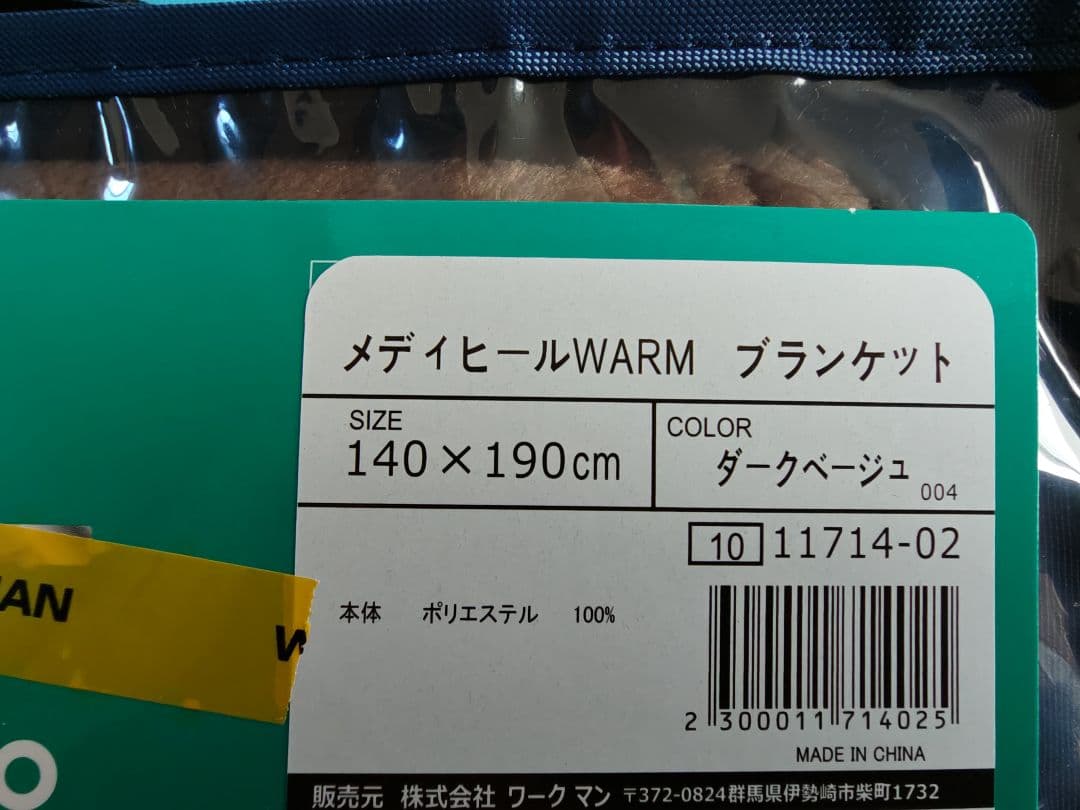 メディヒールWARM ブランケット
SIZE
140×190cm
COLOR
ダークベージュ
004
10 11714-02
本体 ポリエステル 100%
2 300011 714025
MADE IN CHINA
販売元 株式会社 ワークマン 〒372-0824群馬県伊勢崎市柴町1732
AN
W
O